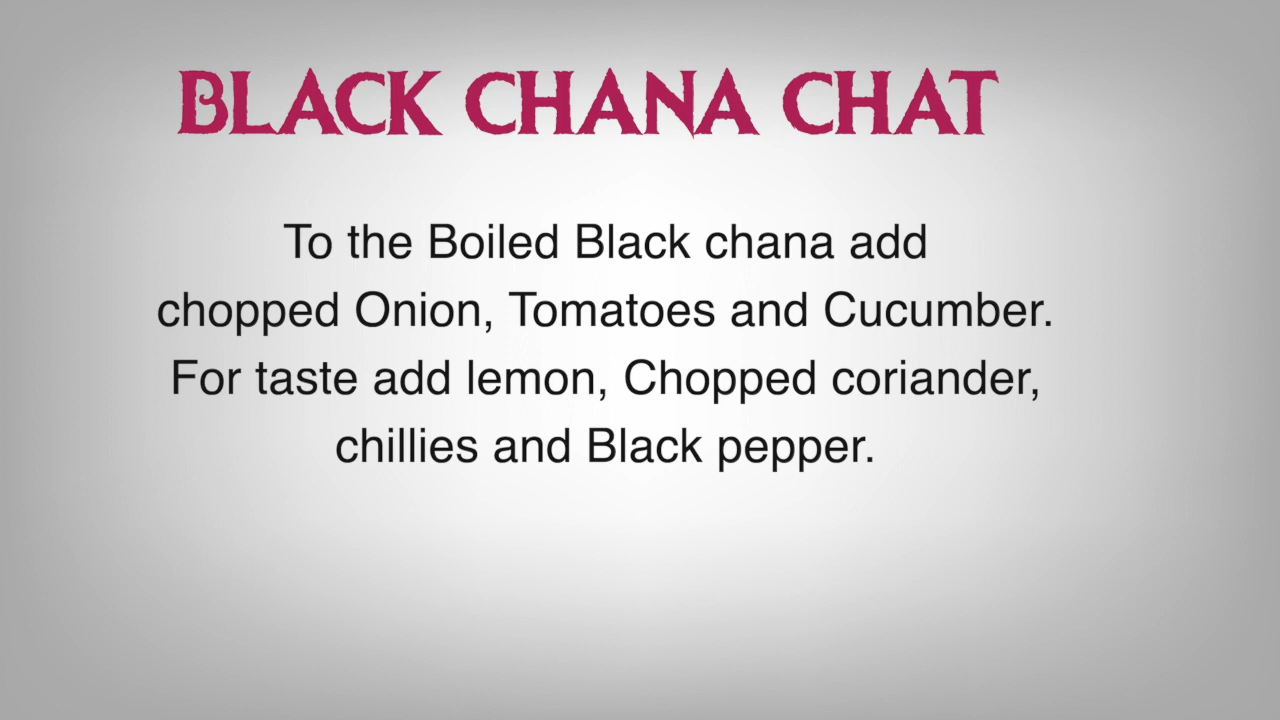 BLACK CHANA CHAT
To the Boiled Black chana add
chopped Onion, Tomatoes and Cucumber.
For taste add lemon, Chopped coriander,
chillies and Black pepper.